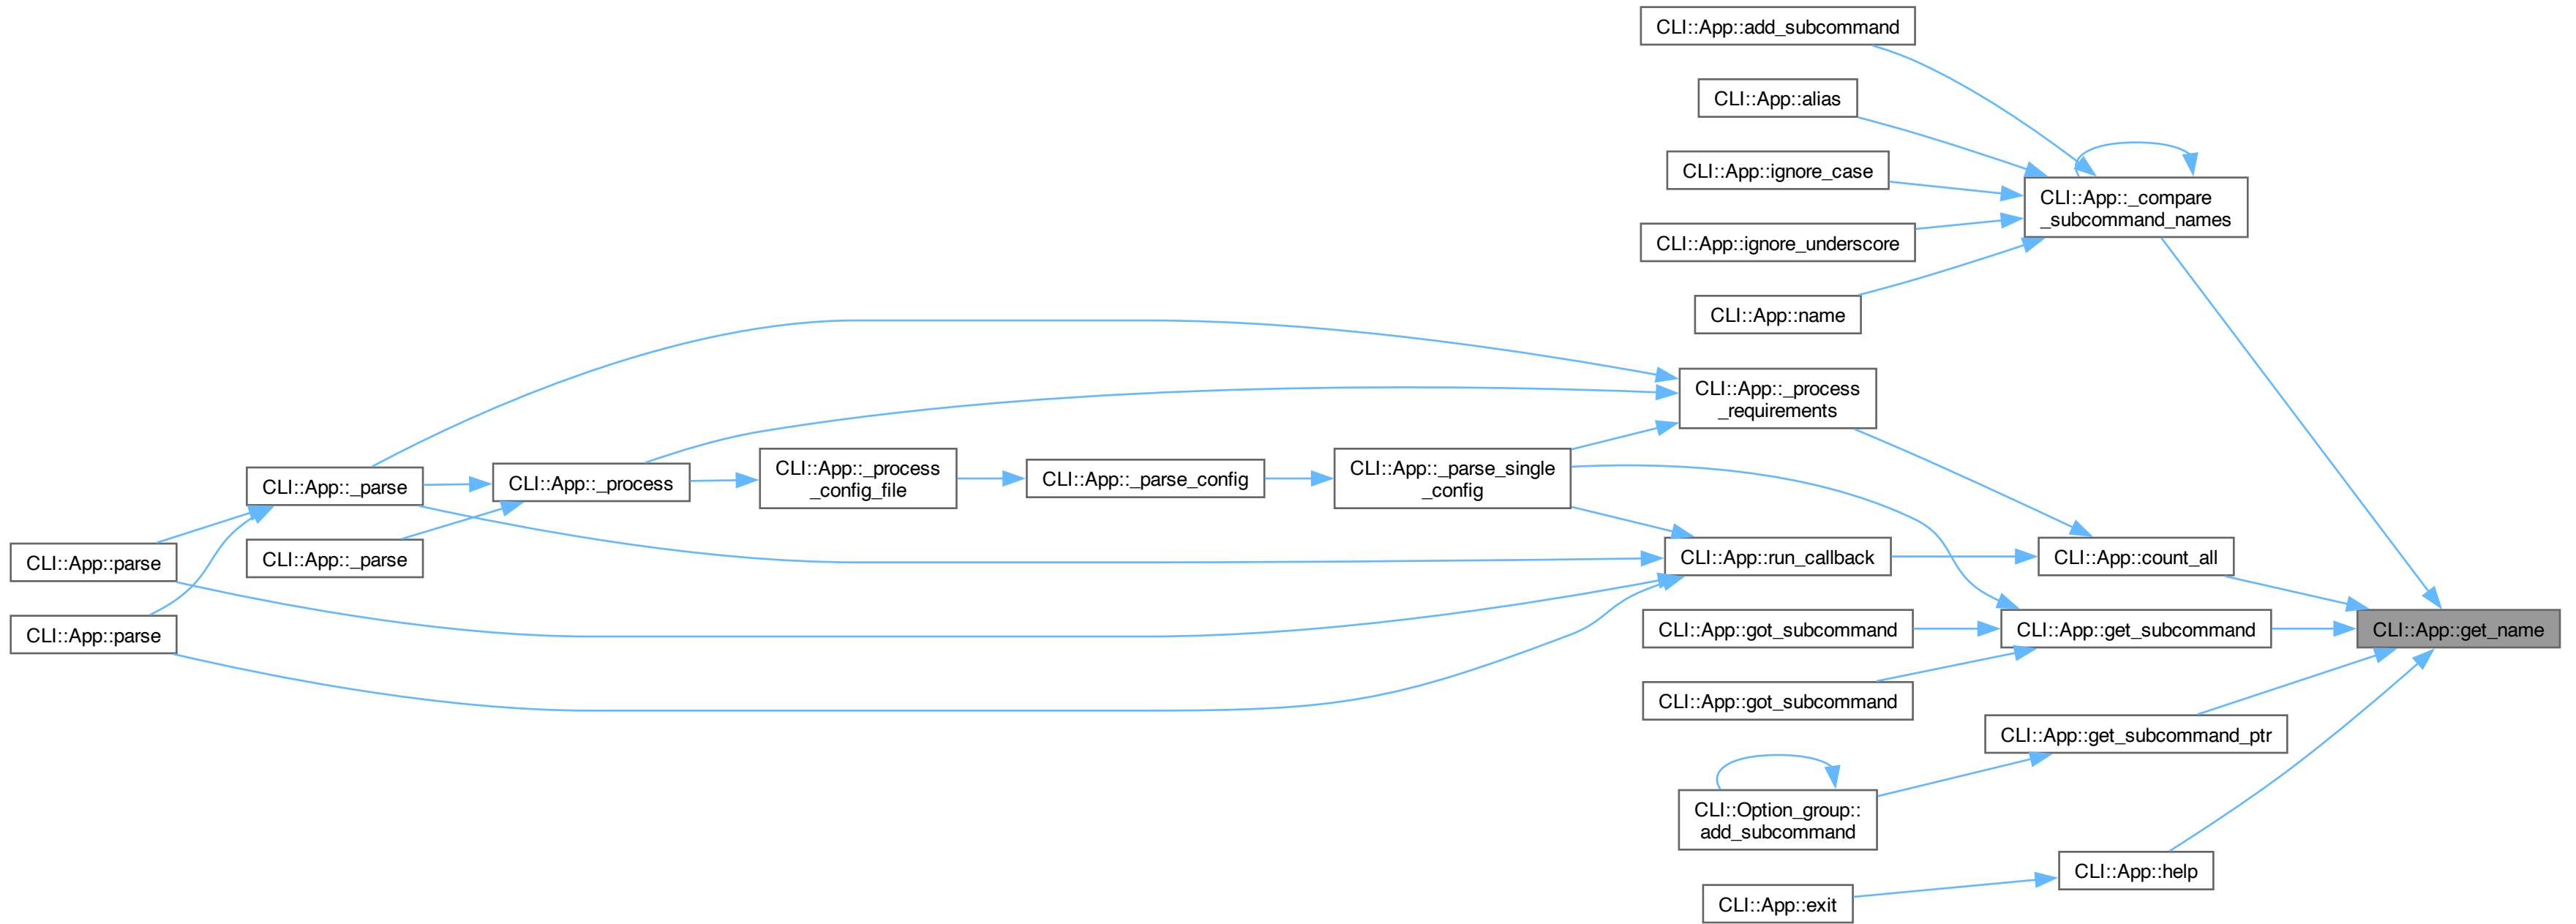 CLI::App::add_subcommand
CLI::App::alias
CLI::App::ignore_case
CLI::App::_compare
_subcommand_names
CLI::App::ignore_underscore
CLI::App::name
CLI::App::_process
_requirements
CLI::App::_parse
CLI::App::_process
CLI::App::_process
_config_file
CLI::App::_parse_config
CLI::App::_parse_single
_config
CLI::App::parse
CLI::App::_parse
CLI::App::run_callback
CLI::App::count_all
CLI::App::parse
CLI::App::got_subcommand
CLI::App::get_subcommand
CLI::App::get_name
CLI::App::got_subcommand
CLI::App::get_subcommand_ptr
CLI::Option_group::
add_subcommand
CLI::App::help
CLI::App::exit